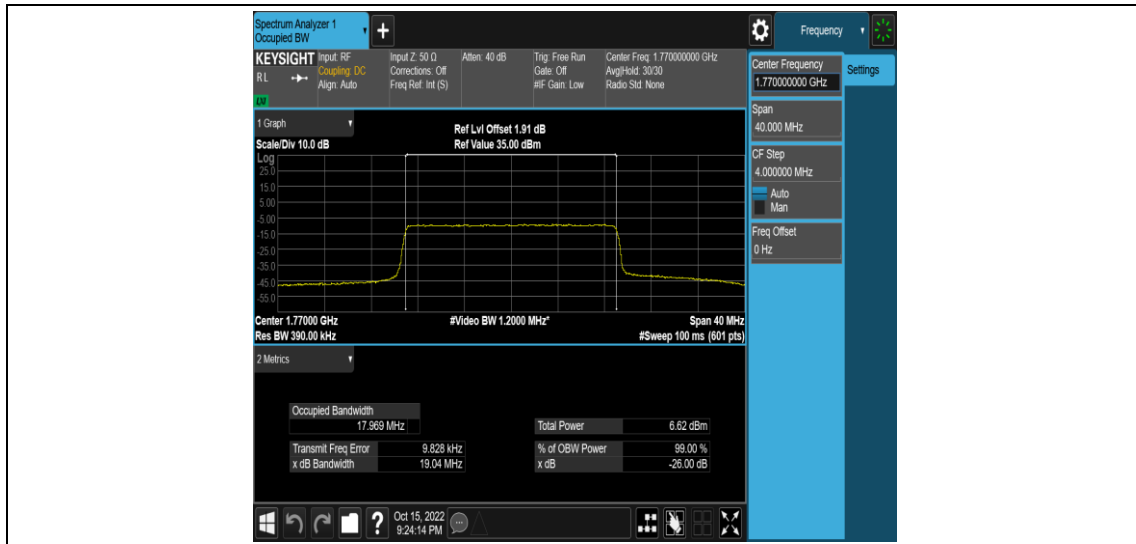 Spectrum Analyzer 1
Occupied BW
+
Frequency
KEYSIGHT Input: RF Input Z: 50 Ω Atten: 40 dB Trig: Free Run Center Freq: 1.770000000 GHz
RL Coupling: DC Corrections: Off Gate: Off Avg|Hold: 30/30
Align: Auto Freq Ref: Int (S) #IF Gain: Low Radio Std: None
LXI
Center Frequency
1.770000000 GHz
Settings
Span
40.000 MHz
CF Step
4.000000 MHz
Auto
Man
Freq Offset
0 Hz
1 Graph
Ref Lvl Offset 1.91 dB
Scale/Div 10.0 dB Ref Value 35.00 dBm
Log
25.0
15.0
5.00
-5.00
-15.0
-25.0
-35.0
-45.0
-55.0
Center 1.77000 GHz #Video BW 1.2000 MHz* Span 40 MHz
Res BW 390.00 kHz #Sweep 100 ms (601 pts)
2 Metrics
Occupied Bandwidth
17.969 MHz Total Power 6.62 dBm
Transmit Freq Error 9.828 kHz % of OBW Power 99.00 %
x dB Bandwidth 19.04 MHz x dB -26.00 dB
? Oct 15, 2022
9:24:14 PM